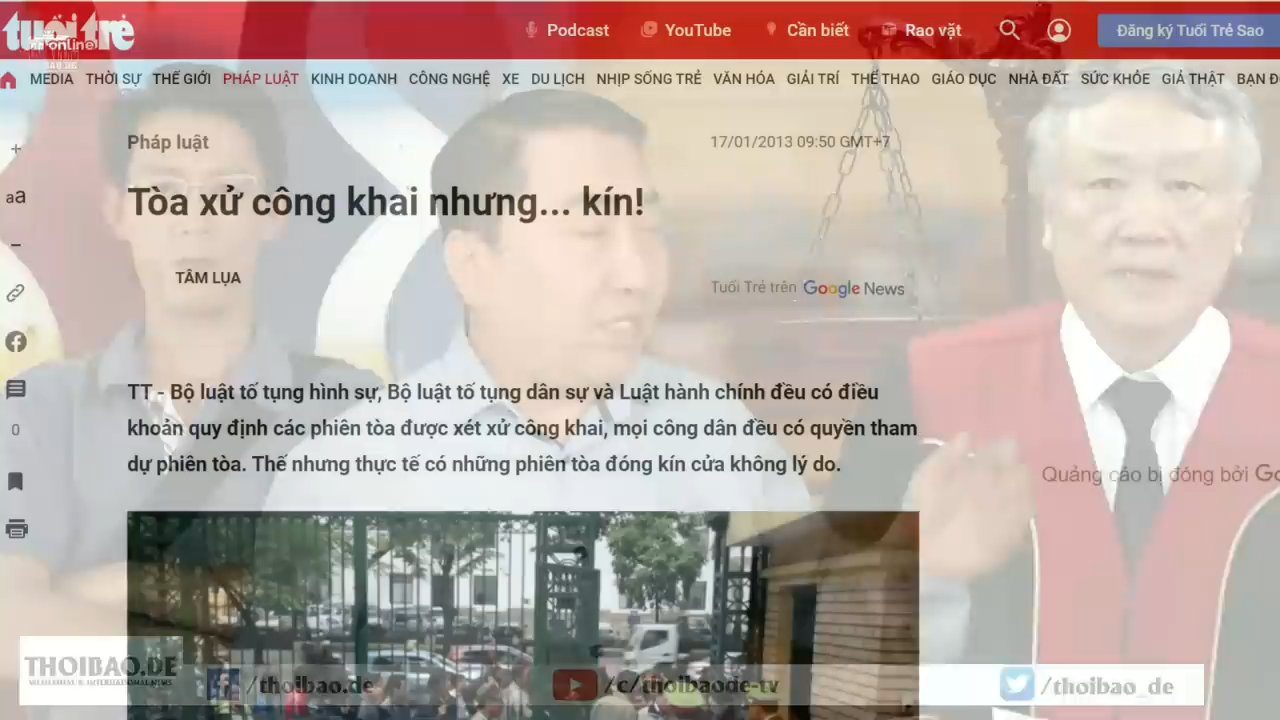 tuổi trẻ
online
Podcast YouTube Cần biết Rao vặt Đăng ký Tuổi Trẻ Sao
MEDIA THỜI SỰ THẾ GIỚI PHÁP LUẬT KINH DOANH CÔNG NGHỆ XE DU LỊCH NHỊP SỐNG TRẺ VĂN HÓA GIẢI TRÍ THỂ THAO GIÁO DỤC NHÀ ĐẤT SỨC KHỎE GIẢ THẬT BẠN Đ
Pháp luật 17/01/2013 09:50 GMT+7
aa
Tòa xử công khai nhưng... kín!
TÂM LỤA
Tuổi Trẻ trên Google News
TT - Bộ luật tố tụng hình sự, Bộ luật tố tụng dân sự và Luật hành chính đều có điều
khoản quy định các phiên tòa được xét xử công khai, mọi công dân đều có quyền tham
dự phiên tòa. Thế nhưng thực tế có những phiên tòa đóng kín cửa không lý do.
0
Quảng cáo bị đóng bởi Go
THOIBAO.DE
/thoibao.de /c/thoibaode-tv /thoibao_de